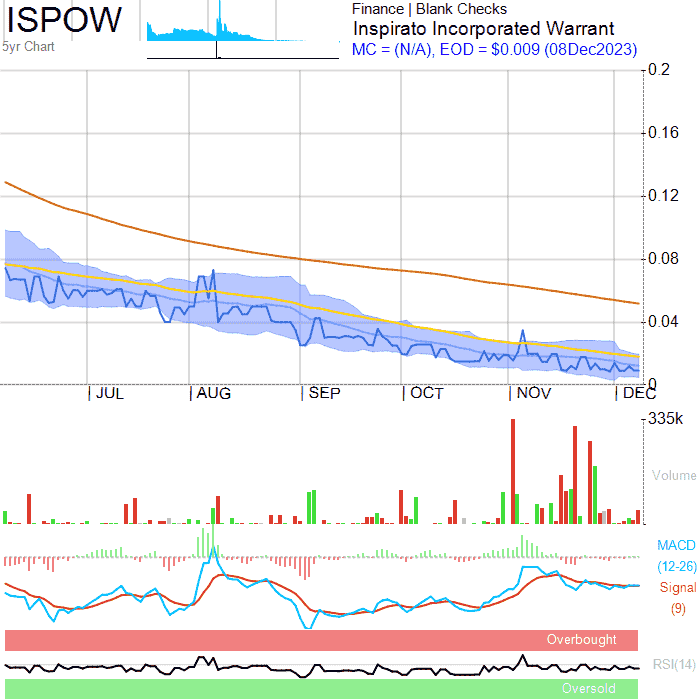 ISPOW
5yr Chart
Finance | Blank Checks
Inspirato Incorporated Warrant
MC = (N/A), EOD = $0.009 (08Dec2023)
0.2
0.16
0.12
0.08
0.04
0
JUL AUG SEP OCT NOV DEC
335k
Volume
MACD
(12-26)
Signal
(9)
Overbought
RSI(14)
Oversold